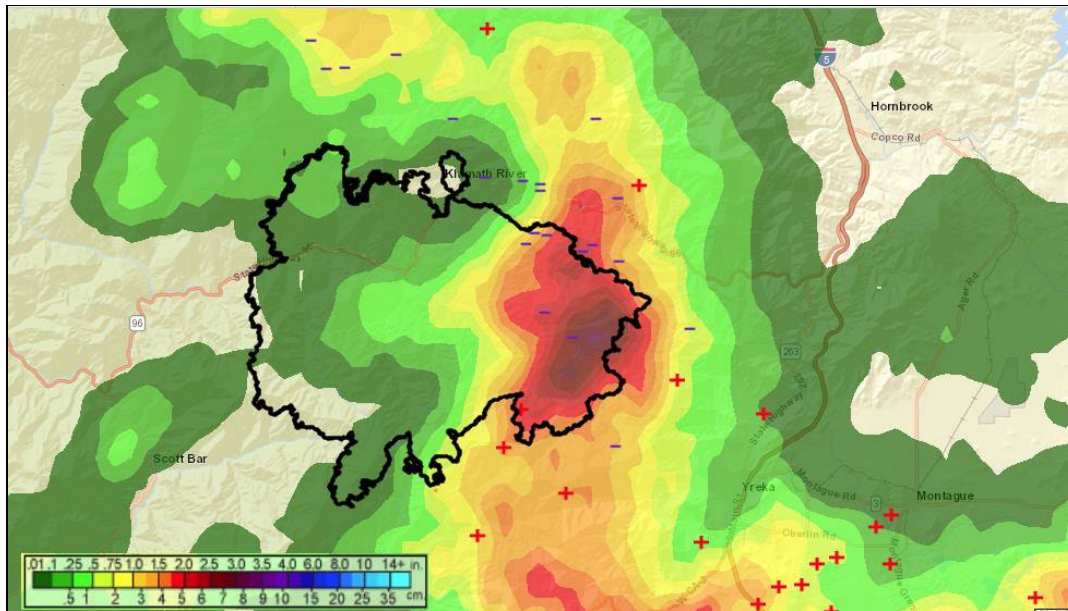 5
Hornbrook
Copco Rd
Klamath River
Ager Rd
96
263
Scott Bar
Montague Rd
Yreka
3
Montague
Oberlin Rd
.01 .1 .25 .5 .75 1.0 1.5 2.0 2.5 3.0 3.5 4.0 6.0 8.0 10 14+ in.
.5 1 2 3 4 5 6 7 8 9 10 15 20 25 35 cm.